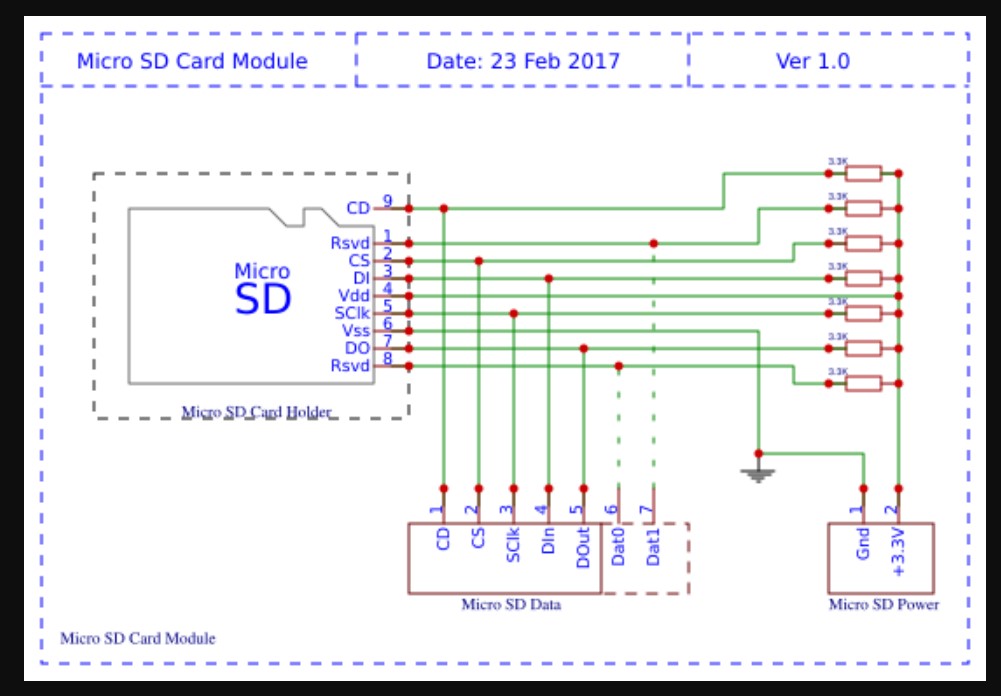 Micro SD Card Module
Date: 23 Feb 2017
Ver 1.0
3.3K
CD 9
3.3K
Rsvd 1
3.3K
CS 2
Micro
SD
DI 3
3.3K
Vdd 4
SClk 5
3.3K
Vss 6
DO 7
3.3K
Rsvd 8
3.3K
Micro SD Card Holder
1 2 3 4 5 6 7
CD CS SClk DIn DOut Dat0 Dat1
1 2
Gnd +3.3V
Micro SD Data
Micro SD Power
Micro SD Card Module